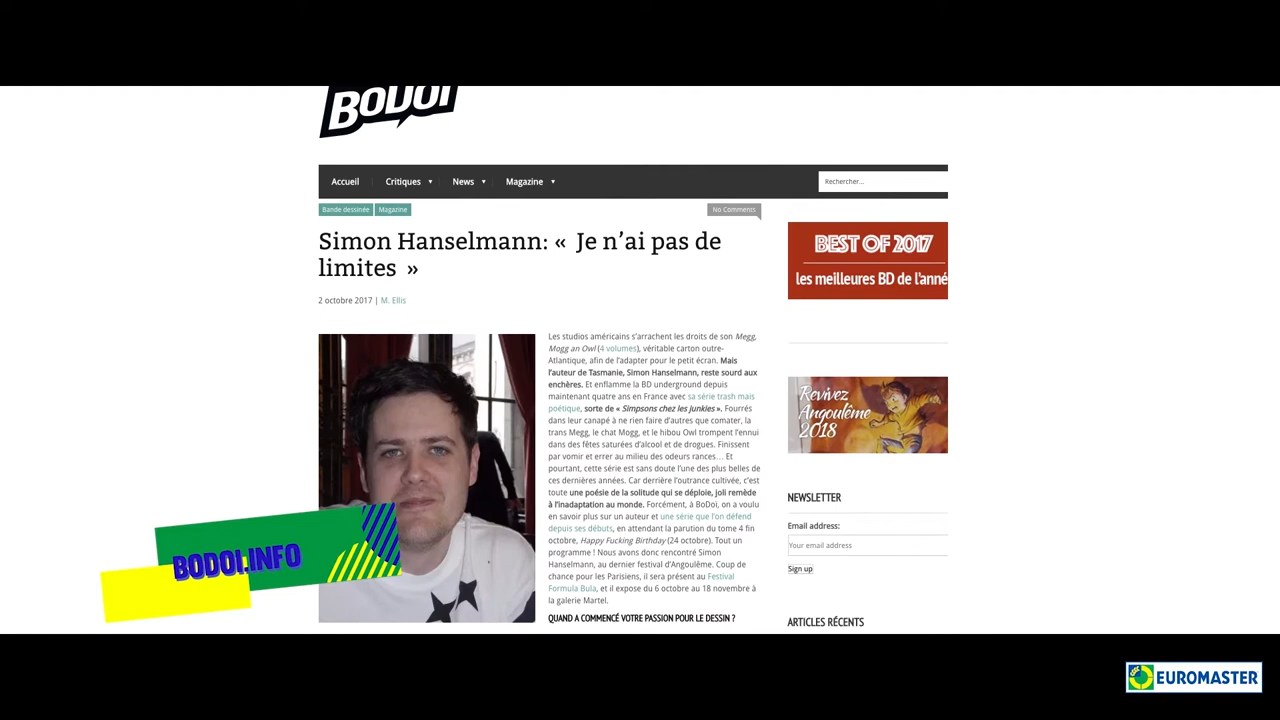 BODOÏ
Accueil
Critiques
News
Magazine
Rechercher...
Bande dessinée
Magazine
No Comments
Simon Hanselmann: « Je n'ai pas de
limites »
2 octobre 2017 | M. Ellis
Les studios américains s'arrachent les droits de son Megg,
Mogg an Owl (4 volumes), véritable carton outre-
Atlantique, afin de l'adapter pour le petit écran. Mais
l'auteur de Tasmanie, Simon Hanselmann, reste sourd aux
enchères. Et enflamme la BD underground depuis
maintenant quatre ans en France avec sa série trash mais
poétique, sorte de « Simpsons chez les junkies ». Fourrés
dans leur canapé à ne rien faire d'autres que comater, la
trans Megg, le chat Mogg, et le hibou Owl trompent l'ennui
dans des fêtes saturées d'alcool et de drogues. Finissent
par vomir et errer au milieu des odeurs rances... Et
pourtant, cette série est sans doute l'une des plus belles de
ces dernières années. Car derrière l'outrance cultivée, c'est
toute une poésie de la solitude qui se déploie, joli remède
à l'inadaptation au monde. Forcément, à BoDoï, on a voulu
en savoir plus sur un auteur et une série que l'on défend
depuis ses débuts, en attendant la parution du tome 4 fin
octobre, Happy Fucking Birthday (24 octobre). Tout un
programme ! Nous avons donc rencontré Simon
Hanselmann, au dernier festival d'Angoulême. Coup de
chance pour les Parisiens, il sera présent au Festival
Formula Bula, et il expose du 6 octobre au 18 novembre à
la galerie Martel.
QUAND A COMMENCÉ VOTRE PASSION POUR LE DESSIN ?
BEST OF 2017
les meilleures BD de l'anné
Revivez
Angoulême
2018
NEWSLETTER
Email address:
Your email address
Sign up
ARTICLES RÉCENTS
BODOI.INFO
EUROMASTER